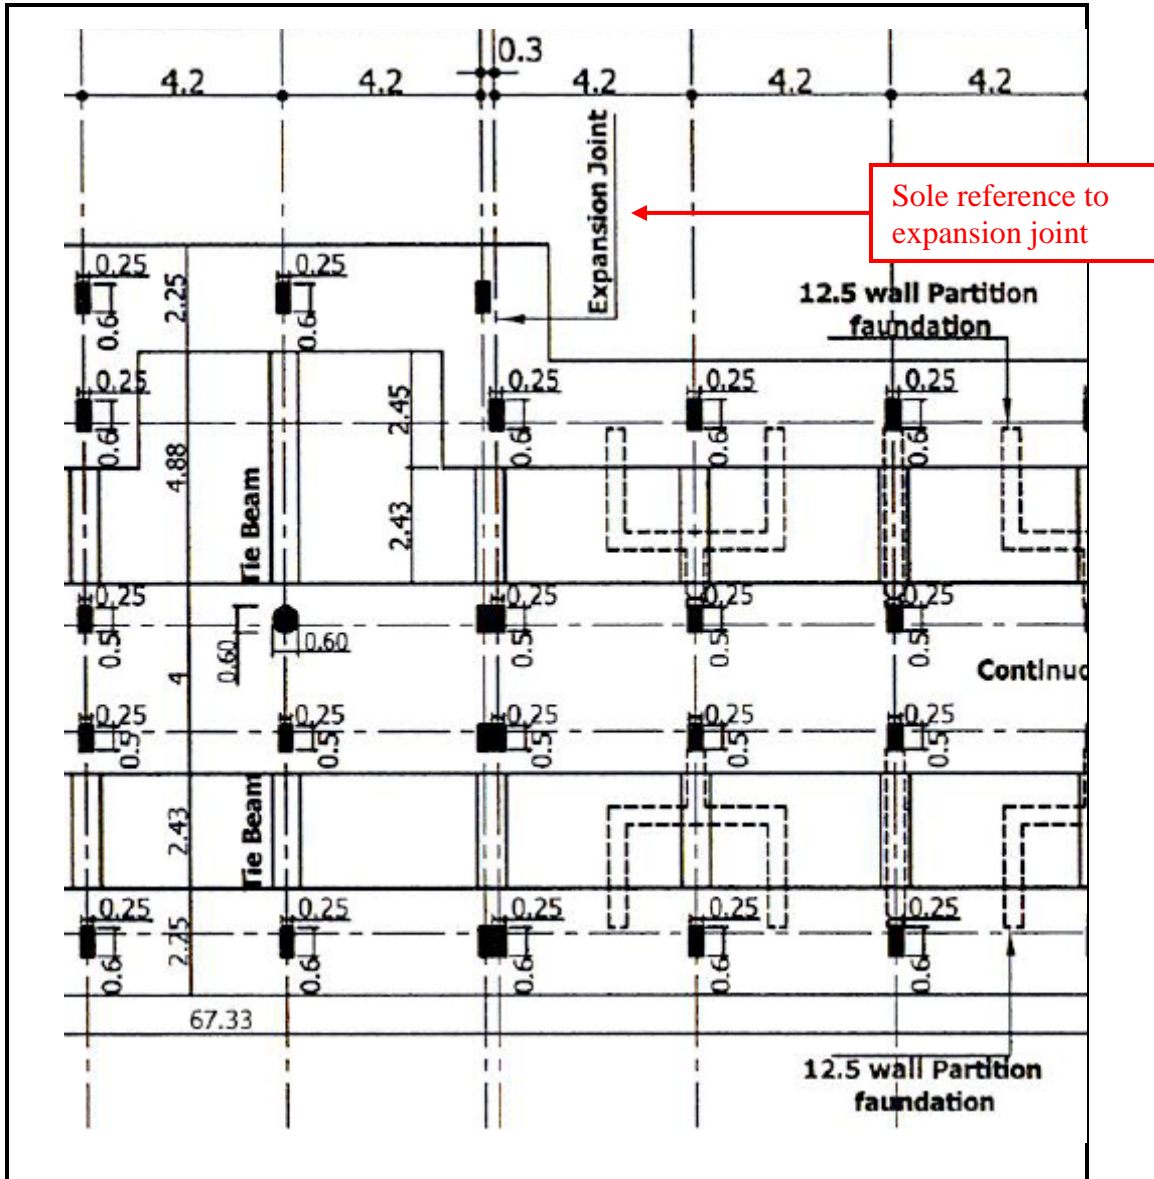 0.3
4.2 4.2 4.2 4.2 4.2
Expansion Joint
Sole reference to
expansion joint
0.25 0.25
2.25
0.6 0.6
12.5 wall Partition
faundation
0.25 0.25 0.25 0.25
2.45
0.6 0.6 0.6 0.6
4.88
Tie Beam
2.43
0.25 0.25 0.25 0.25
0.5 0.60 0.60 0.5 0.5 0.5
4
Continuo
0.25 0.25 0.25 0.25 0.25
0.5 0.5 0.5 0.5 0.5
2.43
Tie Beam
0.25 0.25 0.25 0.25 0.25
2.25
0.6 0.6 0.6 0.6 0.6
67.33
12.5 wall Partition
faundation